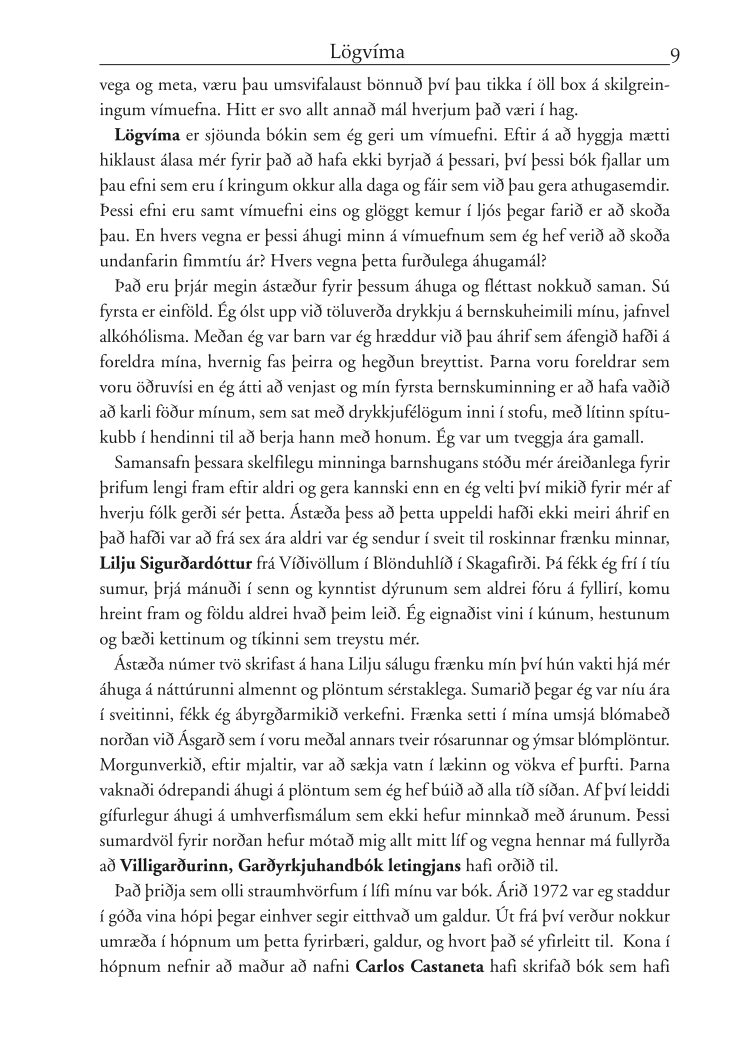 Lögvíma 9
vega og meta, væru þau umsvifalaust bönnuð því þau tikka í öll box á skilgrein-
ingum vímuefna. Hitt er svo allt annað mál hverjum það væri í hag.
Lögvíma er sjöunda bókin sem ég geri um vímuefni. Eftir á að hyggja mætti
hiklaust álasa mér fyrir það að hafa ekki byrjað á þessari, því þessi bók fjallar um
þau efni sem eru í kringum okkur alla daga og fáir sem við þau gera athugasemdir.
Þessi efni eru samt vímuefni eins og glöggt kemur í ljós þegar farið er að skoða
þau. En hvers vegna er þessi áhugi minn á vímuefnum sem ég hef verið að skoða
undanfarin fimmtíu ár? Hvers vegna þetta furðulega áhugamál?
Það eru þrjár megin ástæður fyrir þessum áhuga og fléttast nokkuð saman. Sú
fyrsta er einföld. Ég ólst upp við töluverða drykkju á bernskuheimili mínu, jafnvel
alkóhólisma. Meðan ég var barn var ég hræddur við þau áhrif sem áfengið hafði á
foreldra mína, hvernig fas þeirra og hegðun breyttist. Þarna voru foreldrar sem
voru öðruvísi en ég átti að venjast og mín fyrsta bernskuminning er að hafa vaðið
að karli föður mínum, sem sat með drykkjufélögum inni í stofu, með lítinn spítu-
kubb í hendinni til að berja hann með honum. Ég var um tveggja ára gamall.
Samansafn þessara skelfilegu minninga barnshugans stóðu mér áreiðanlega fyrir
þrifum lengi fram eftir aldri og gera kannski enn en ég velti því mikið fyrir mér af
hverju fólk gerði sér þetta. Ástæða þess að þetta uppeldi hafði ekki meiri áhrif en
það hafði var að frá sex ára aldri var ég sendur í sveit til roskinnar frænku minnar,
Lilju Sigurðardóttur frá Víðivöllum í Blönduhlíð í Skagafirði. Þá fékk ég frí í tíu
sumur, þrjá mánuði í senn og kynntist dýrunum sem aldrei fóru á fyllirí, komu
hreint fram og földu aldrei hvað þeim leið. Ég eignaðist vini í kúnum, hestunum
og bæði kettinum og tíkinni sem treystu mér.
Ástæða númer tvö skrifast á hana Lilju sálugu frænku mín því hún vakti hjá mér
áhuga á náttúrunni almennt og plöntum sérstaklega. Sumarið þegar ég var níu ára
í sveitinni, fékk ég ábyrgðarmikið verkefni. Frænka setti í mína umsjá blómabeð
norðan við Ásgarð sem í voru meðal annars tveir rósarunnar og ýmsar blómplöntur.
Morgunverkið, eftir mjaltir, var að sækja vatn í lækinn og vökva ef þurfti. Þarna
vaknaði ódrepandi áhugi á plöntum sem ég hef búið að alla tíð síðan. Af því leiddi
gífurlegur áhugi á umhverfismálum sem ekki hefur minnkað með árunum. Þessi
sumardvöl fyrir norðan hefur mótað mig allt mitt líf og vegna hennar má fullyrða
að Villigarðurinn, Garðyrkjuhandbók letingjans hafi orðið til.
Það þriðja sem olli straumhvörfum í lífi mínu var bók. Árið 1972 var eg staddur
í góða vina hópi þegar einhver segir eitthvað um galdur. Út frá því verður nokkur
umræða í hópnum um þetta fyrirbæri, galdur, og hvort það sé yfirleitt til. Kona í
hópnum nefnir að maður að nafni Carlos Castaneta hafi skrifað bók sem hafi